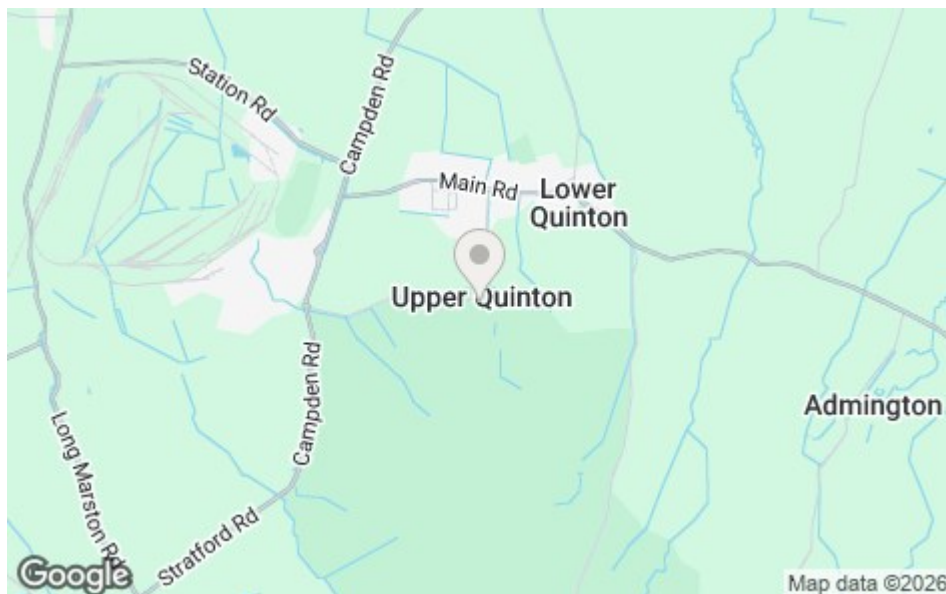 Station Rd
Campden Rd
Main Rd
Lower
Quinton
Upper Quinton
Campden Rd
Admington
Long Marston Rd
Stratford Rd
Google
Map data ©2026